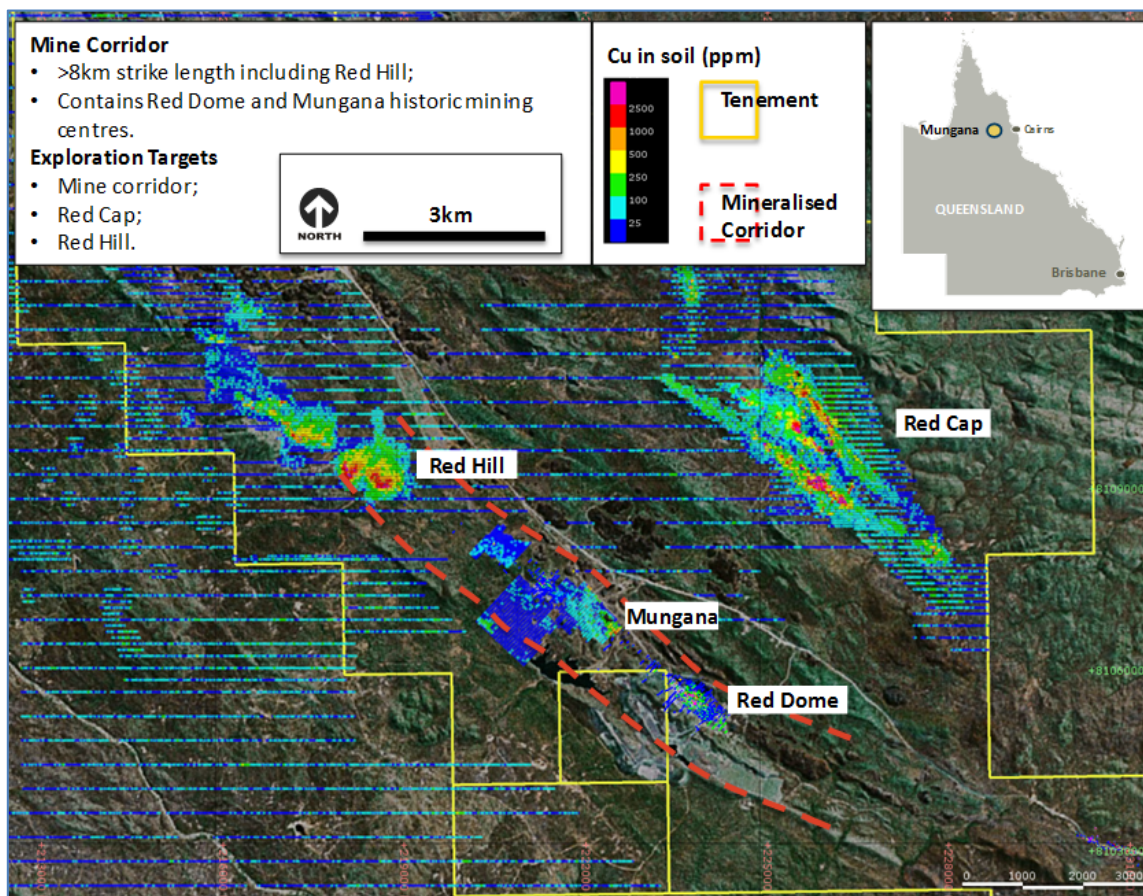 Mine Corridor
• >8km strike length including Red Hill;
• Contains Red Dome and Mungana historic mining
centres.
Exploration Targets
• Mine corridor;
• Red Cap;
• Red Hill.
NORTH
3km
Cu in soil (ppm)
2500
1000
500
250
100
25
Tenement
Mineralised
Corridor
Mungana
Cairns
QUEENSLAND
Brisbane
Red Cap
Red Hill
+8109000
Mungana
+8106000
Red Dome
+8103000
0 1000 2000 3000